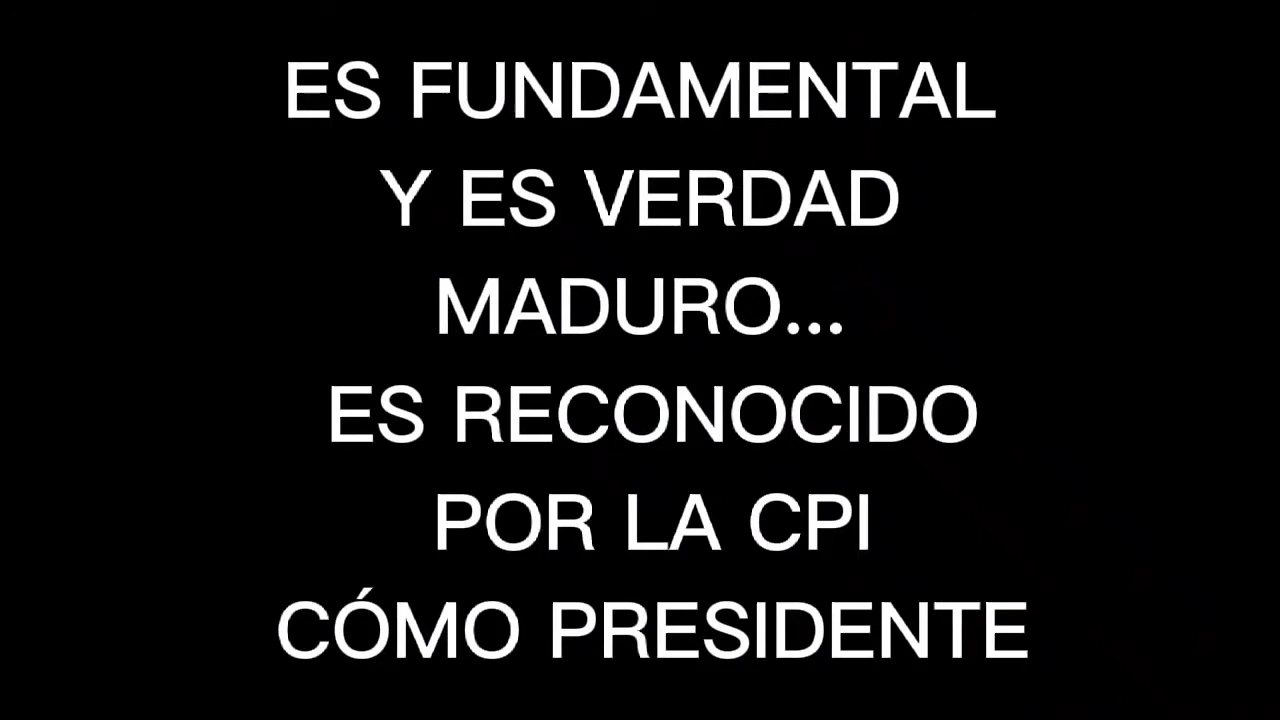 ES FUNDAMENTAL
Y ES VERDAD
MADURO...
ES RECONOCIDO
POR LA CPI
CÓMO PRESIDENTE